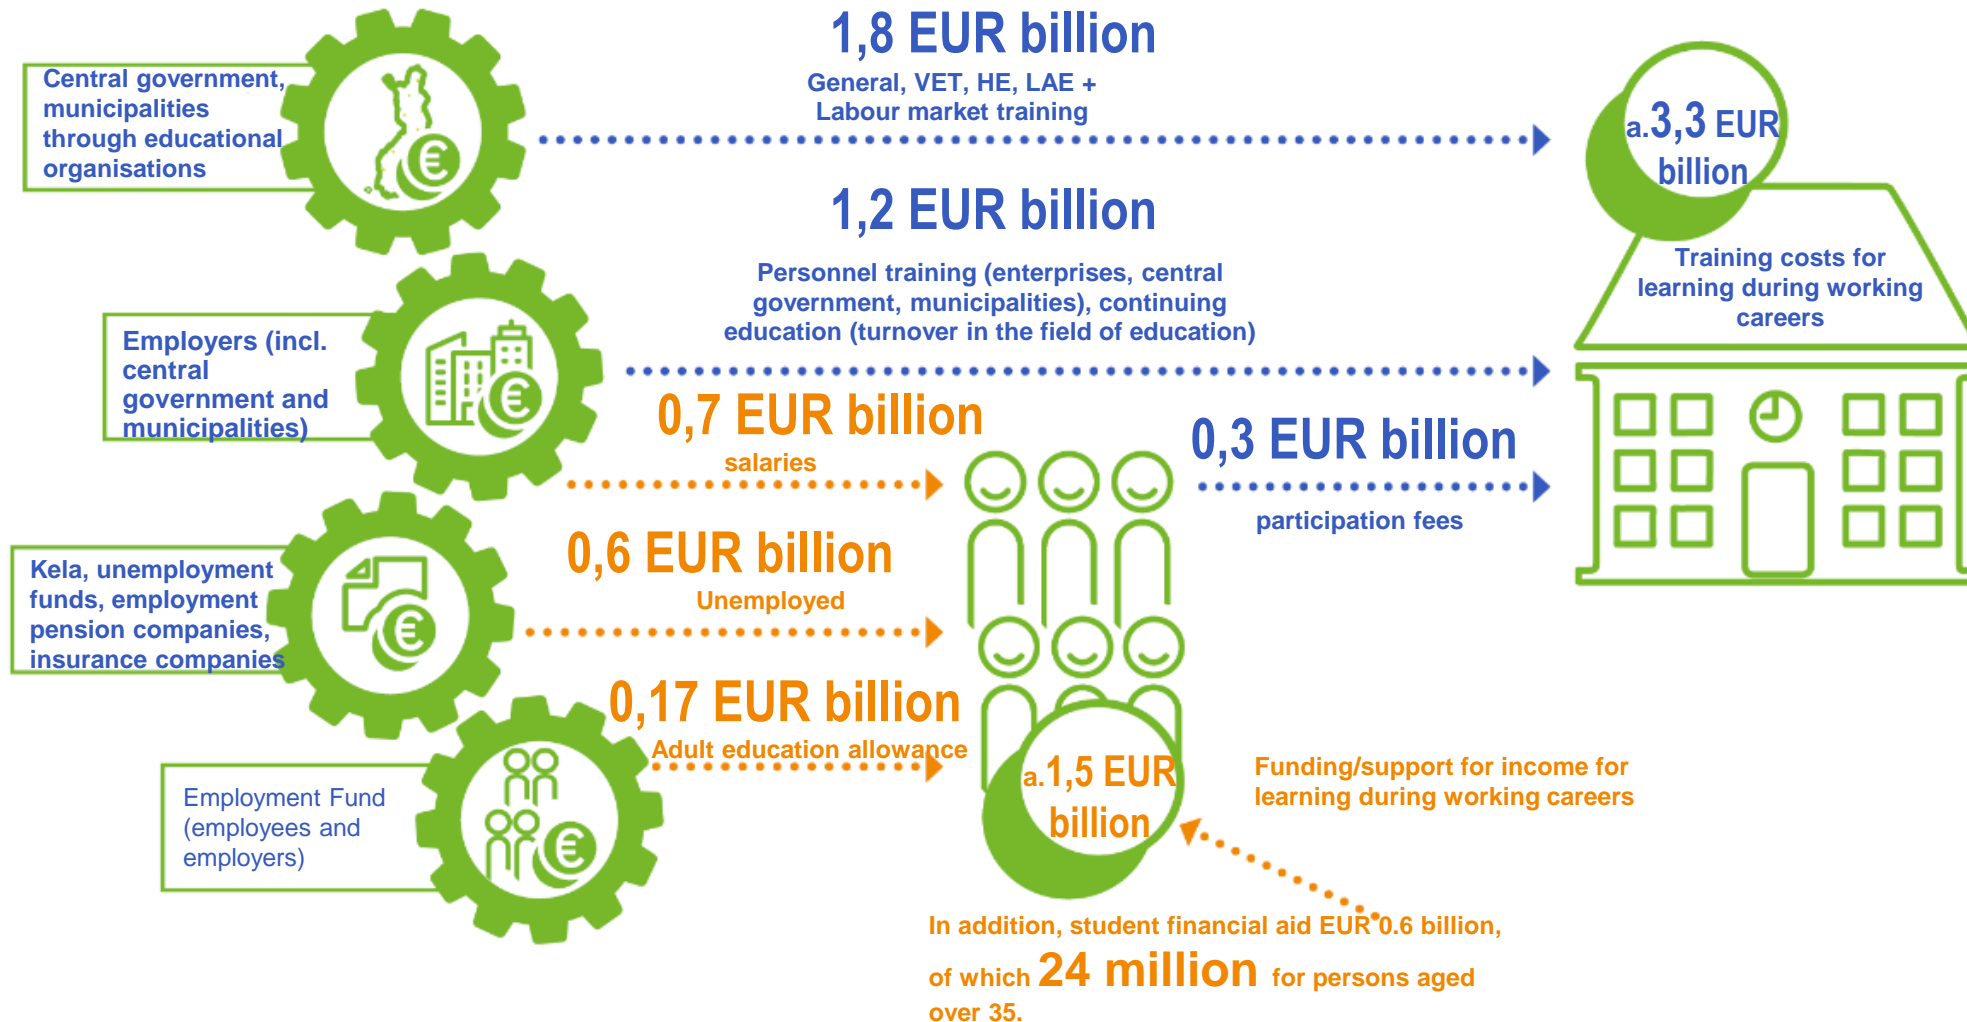 1,8 EUR billion
General, VET, HE, LAE +
Labour market training
Central government,
municipalities
through educational
organisations
a.3,3 EUR
billion
1,2 EUR billion
Personnel training (enterprises, central
government, municipalities), continuing
education (turnover in the field of education)
Training costs for
learning during working
careers
Employers (incl.
central
government and
municipalities)
0,7 EUR billion
salaries
0,3 EUR billion
participation fees
Kela, unemployment
funds, employment
pension companies,
insurance companies
0,6 EUR billion
Unemployed
0,17 EUR billion
Adult education allowance
Employment Fund
(employees and
employers)
a.1,5 EUR
billion
Funding/support for income for
learning during working careers
In addition, student financial aid EUR 0.6 billion,
of which 24 million for persons aged
over 35.